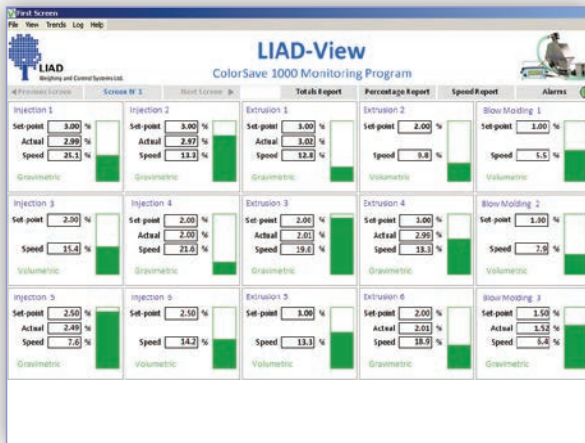 First Screen
File View Trends Log Help
LIAD
Weighing and Control Systems Ltd.
LIAD-View
ColorSave 1000 Monitoring Program
Previous Screen Screen Nº 1 Next Screen Totals Report Percentage Report Speed Report Alarms
Injection 1 Injection 2 Extrusion 1 Extrusion 2 Blow Molding 1
Set-point 3.00 % Set-point 3.00 % Set-point 3.00 % Set-point 2.00 % Set-point 1.00 %
Actual 2.99 % Actual 2.97 % Actual 3.02 %
Speed 25.1 % Speed 13.3 % Speed 12.8 % Speed 9.8 % Speed 5.5 %
Gravimetric Gravimetric Gravimetric Volumetric Volumetric
Injection 3 Injection 4 Extrusion 3 Extrusion 4 Blow Molding 2
Set-point 2.00 % Set-point 2.00 % Set-point 2.00 % Set-point 3.00 % Set-point 1.00 %
Actual 2.00 % Actual 2.01 % Actual 2.99 %
Speed 15.4 % Speed 21.6 % Speed % Speed 13.3 % Speed 7.9 %
Volumetric Gravimetric Gravimetric Gravimetric Volumetric
Injection 5 Injection 6 Extrusion 5 Extrusion 6 Blow Molding 3
Set-point 2.50 % Set-point 2.50 % Set-point 3.00 % Set-point 2.00 % Set-point 1.50 %
Actual 2.49 % Actual 2.01 % Actual 1.52 %
Speed 7.6 % Speed 14.2 % Speed 13.3 % Speed 18.9 % Speed 6.4 %
Gravimetric Volumetric Volumetric Gravimetric Gravimetric